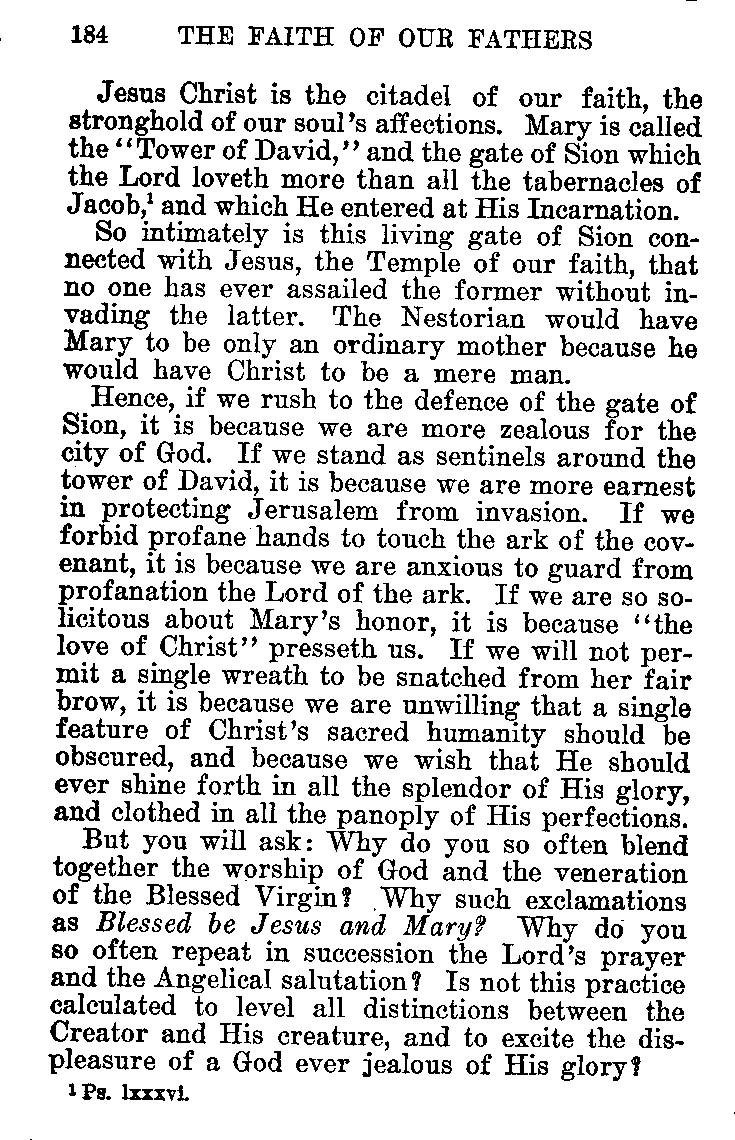 184 THE FAITH OF OUR FATHERS
Jesus Christ is the citadel of our faith, the
stronghold of our soul's affections. Mary is called
the "Tower of David," and the gate of Sion which
the Lord loveth more than all the tabernacles of
Jacob,¹ and which He entered at His Incarnation.
So intimately is this living gate of Sion con-
nected with Jesus, the Temple of our faith, that
no one has ever assailed the former without in-
vading the latter. The Nestorian would have
Mary to be only an ordinary mother because he
would have Christ to be a mere man.
Hence, if we rush to the defence of the gate of
Sion, it is because we are more zealous for the
city of God. If we stand as sentinels around the
tower of David, it is because we are more earnest
in protecting Jerusalem from invasion. If we
forbid profane hands to touch the ark of the cov-
enant, it is because we are anxious to guard from
profanation the Lord of the ark. If we are so so-
licitous about Mary's honor, it is because "the
love of Christ" presseth us. If we will not per-
mit a single wreath to be snatched from her fair
brow, it is because we are unwilling that a single
feature of Christ's sacred humanity should be
obscured, and because we wish that He should
ever shine forth in all the splendor of His glory,
and clothed in all the panoply of His perfections.
But you will ask: Why do you so often blend
together the worship of God and the veneration
of the Blessed Virgin? Why such exclamations
as Blessed be Jesus and Mary? Why do you
so often repeat in succession the Lord's prayer
and the Angelical salutation? Is not this practice
calculated to level all distinctions between the
Creator and His creature, and to excite the dis-
pleasure of a God ever jealous of His glory?
¹ Ps. lxxxvi.